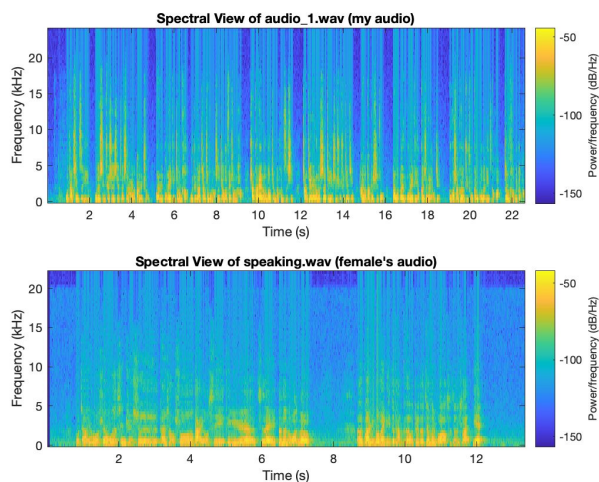 Spectral View of audio_1.wav (my audio)
20
15
10
5
0
Frequency (kHz)
2 4 6 8 10 12 14 16 18 20 22
Time (s)
-50
-100
-150
Power/frequency (dB/Hz)
Spectral View of speaking.wav (female's audio)
20
15
10
5
0
Frequency (kHz)
2 4 6 8 10 12
Time (s)
-50
-100
-150
Power/frequency (dB/Hz)